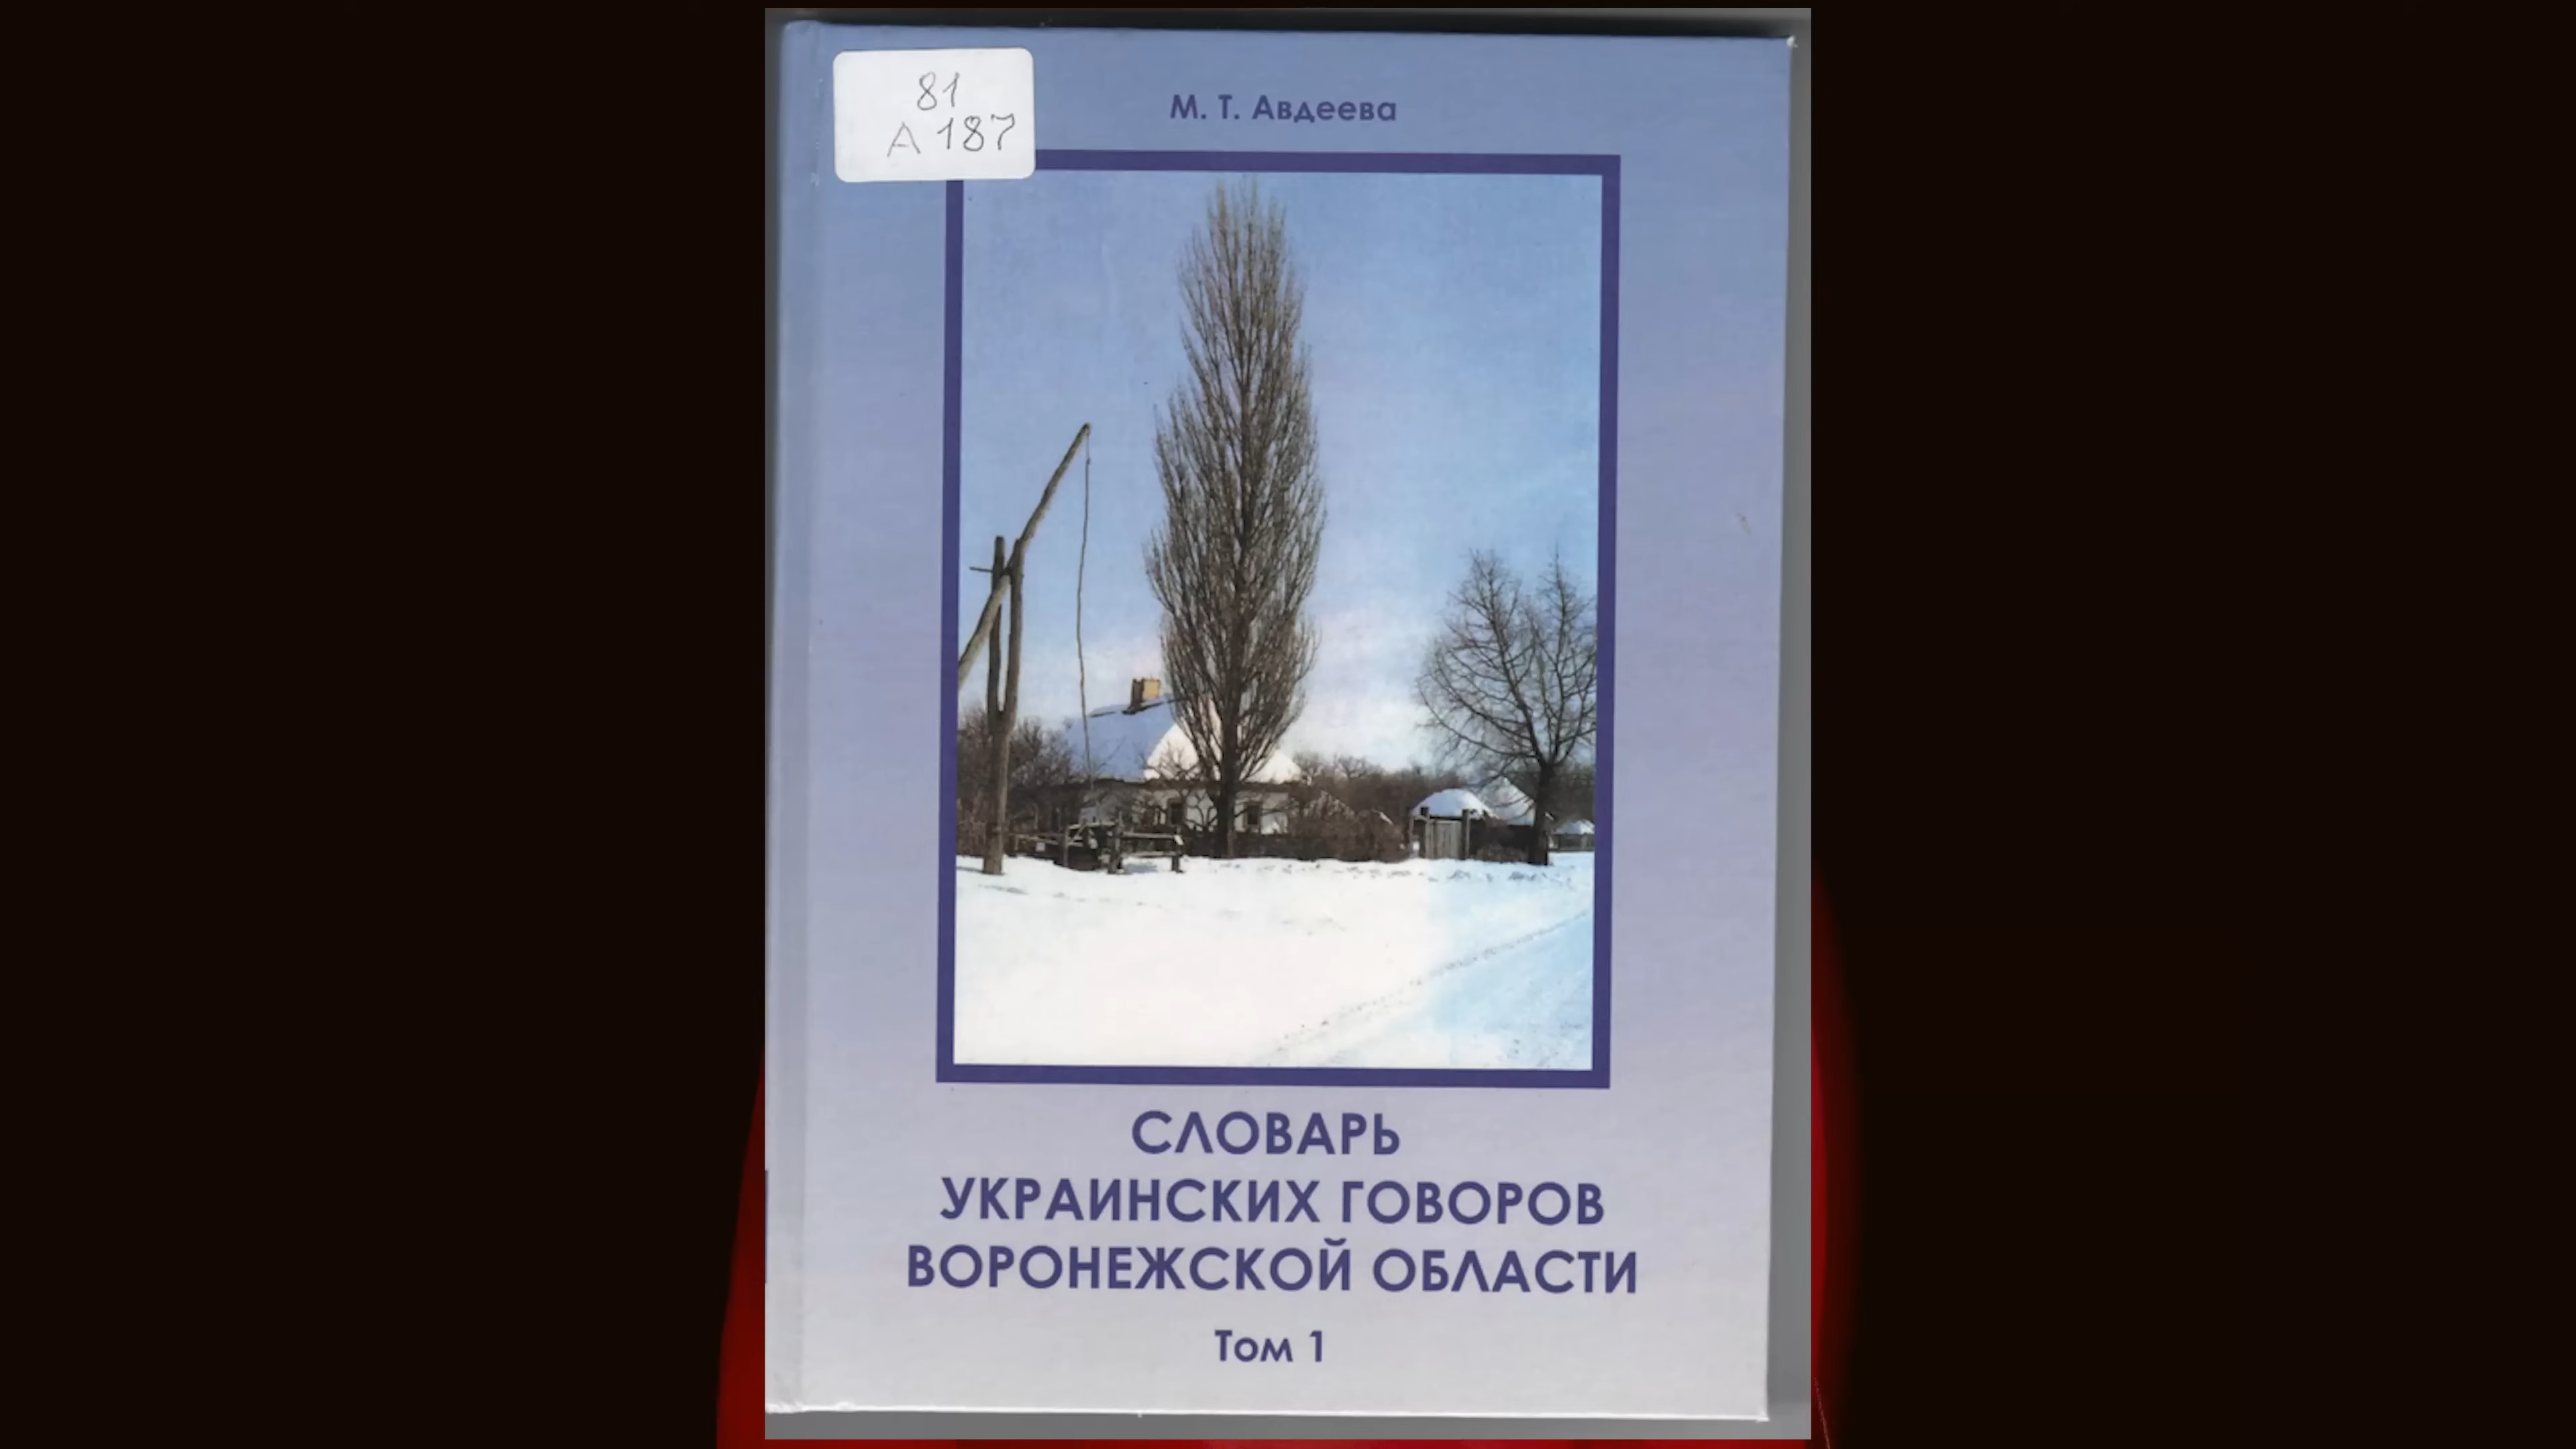 81
А 187
М. Т. Авдеева
СЛОВАРЬ
УКРАИНСКИХ ГОВОРОВ
ВОРОНЕЖСКОЙ ОБЛАСТИ
Том 1